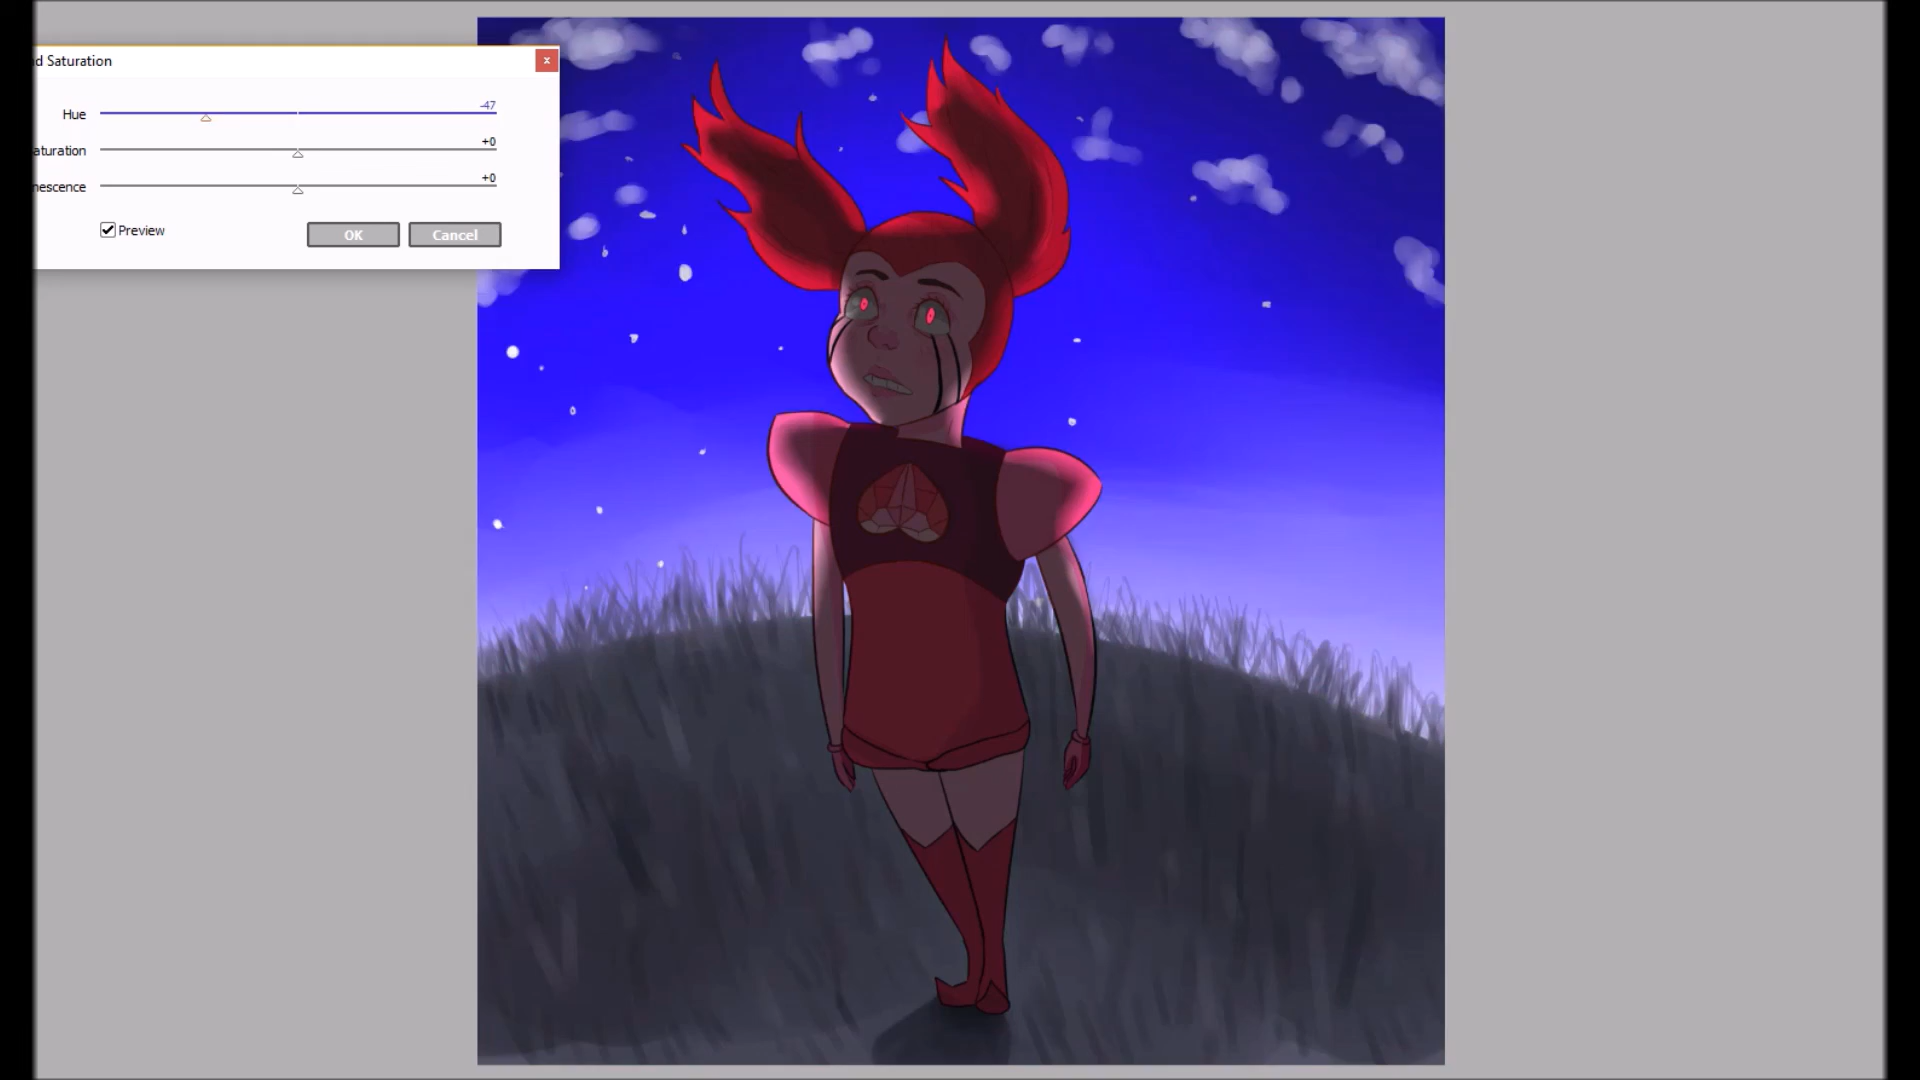 d Saturation
Hue -47
aturation +0
nescence +0
Preview OK Cancel